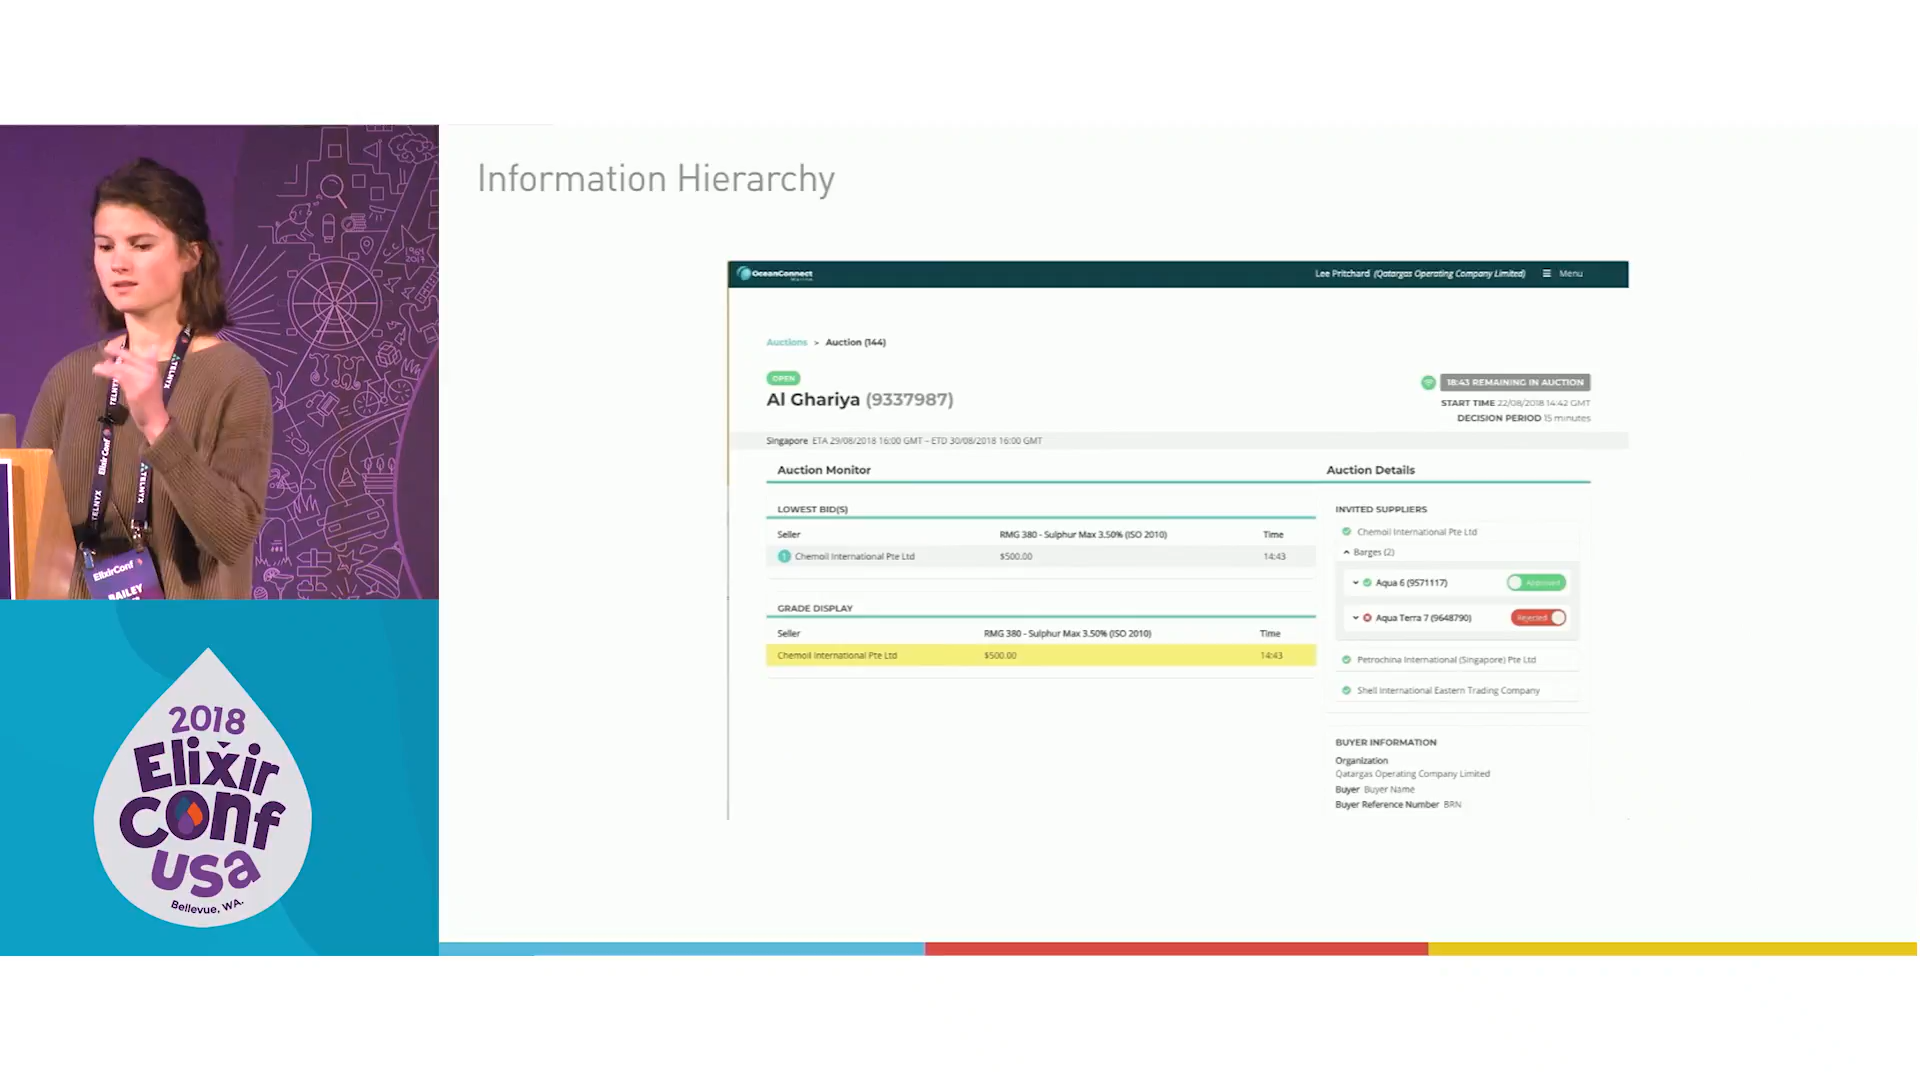 Information Hierarchy
OceanConnect
Lee Pritchard (Qatargas Operating Company Limited) Menu
Auctions > Auction (144)
OPEN
Al Ghariya (9337987)
18:43 REMAINING IN AUCTION
START TIME 22/08/2018 14:42 GMT
DECISION PERIOD 15 minutes
Singapore ETA 29/08/2018 16:00 GMT – ETD 30/08/2018 16:00 GMT
Auction Monitor
LOWEST BID(S)
Seller RMG 380 - Sulphur Max 3.50% (ISO 2010) Time
1 Chemoil International Pte Ltd $500.00 14:43
GRADE DISPLAY
Seller RMG 380 - Sulphur Max 3.50% (ISO 2010) Time
Chemoil International Pte Ltd $500.00 14:43
Auction Details
INVITED SUPPLIERS
Chemoil International Pte Ltd
Barges (2)
Aqua 6 (9571117) Approved
Aqua Terra 7 (9648790) Rejected
Petrochina International (Singapore) Pte Ltd
Shell International Eastern Trading Company
BUYER INFORMATION
Organization
Qatargas Operating Company Limited
Buyer Buyer Name
Buyer Reference Number BRN
TELNYX
TELNYX
ElixirConf
TELNYX
ElixirConf
BAILEY
2018
Elixir
Conf
USA
Bellevue, WA.